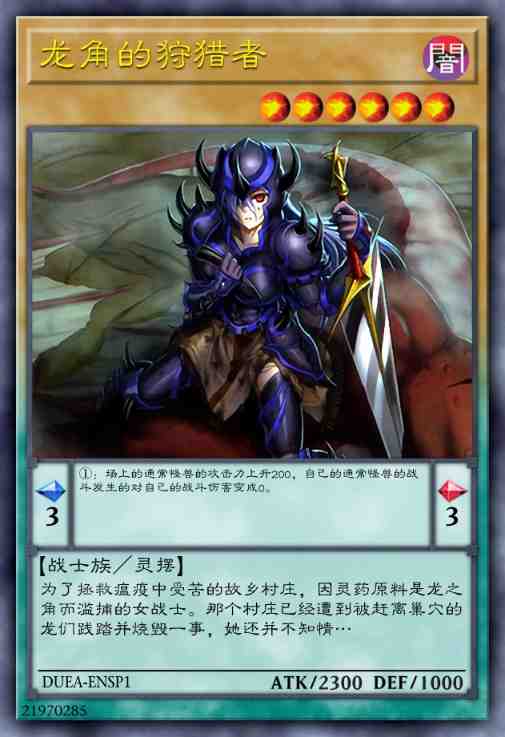 龙角的狩猎者
闇
①：场上的通常怪兽的攻击力上升200，自己的通常怪兽的战
斗发生的对自己的战斗伤害变成0。
3
3
【战士族／灵摆】
为了拯救瘟疫中受苦的故乡村庄，因灵药原料是龙之
角而滥捕的女战士。那个村庄已经遭到被赶离巢穴的
龙们践踏并烧毁一事，她还并不知情…
DUEA-ENSP1
ATK/2300 DEF/1000
21970285